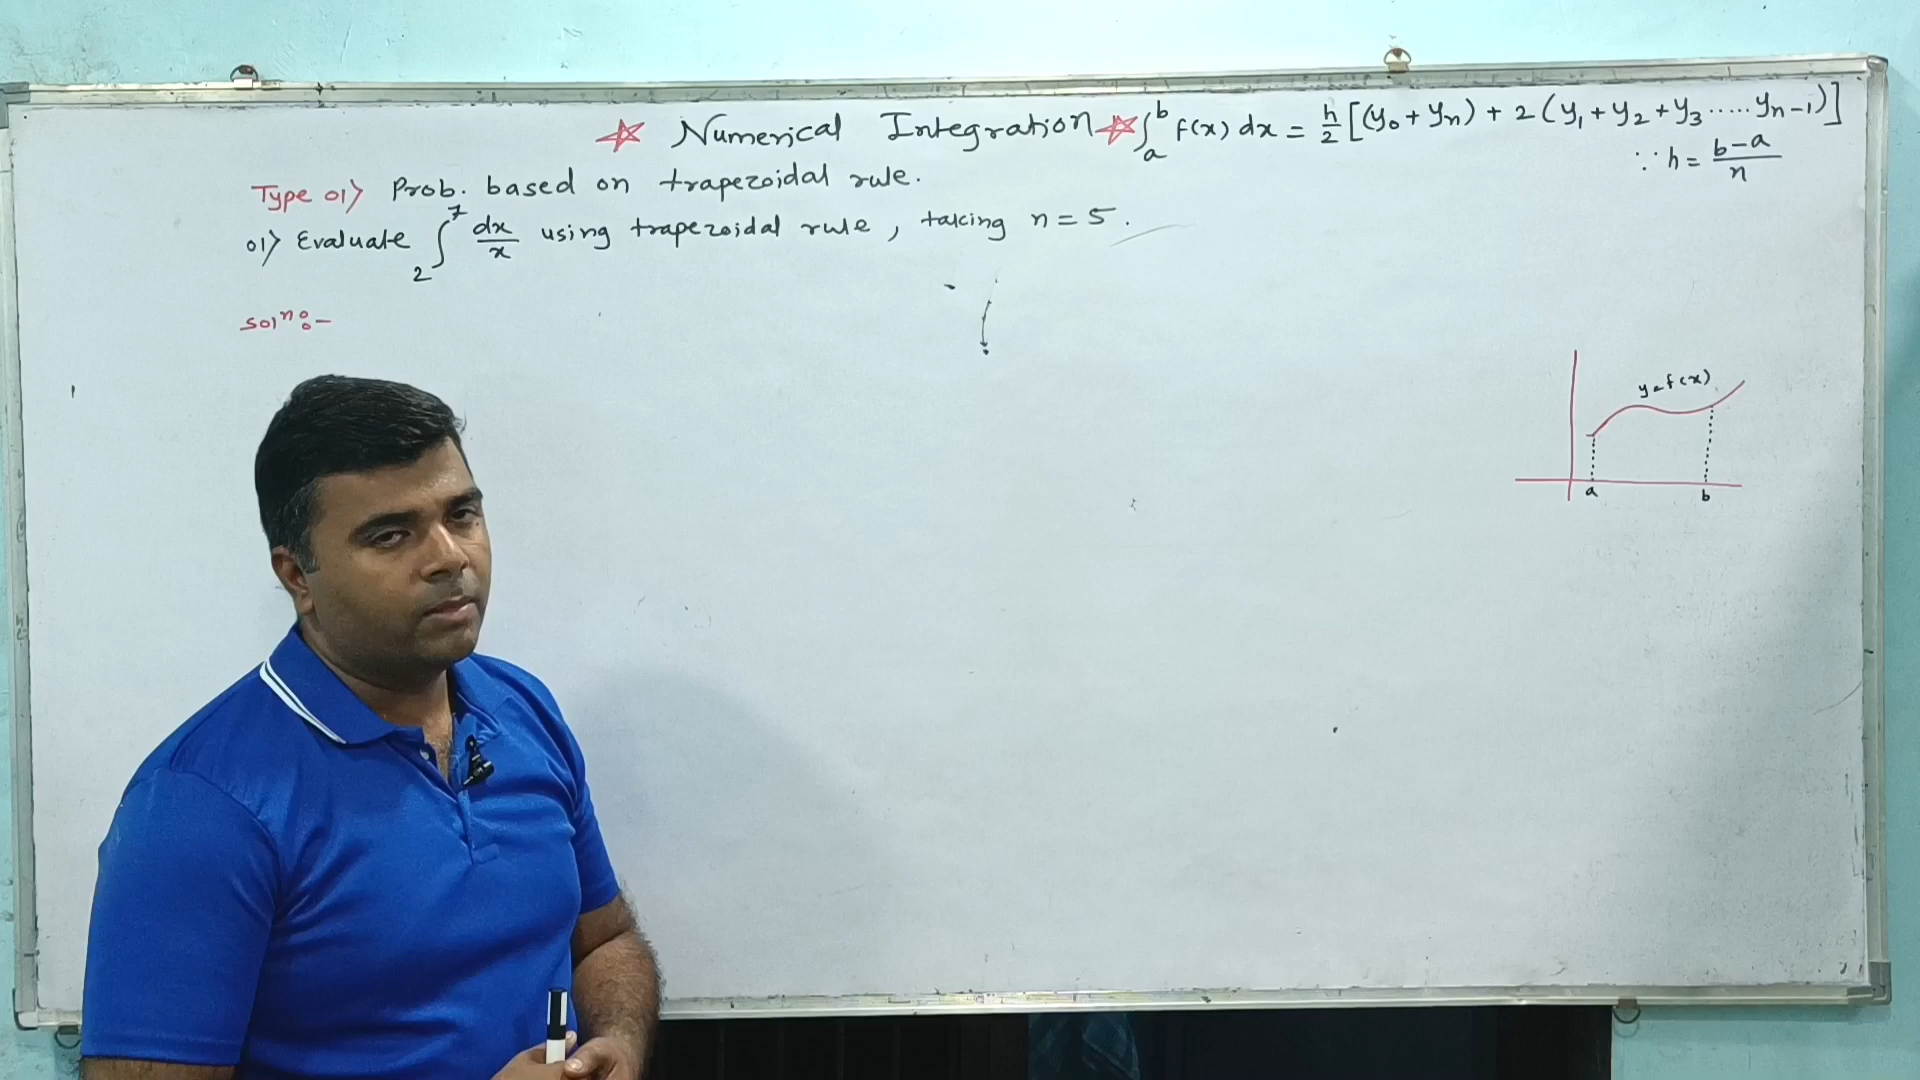 ☆ Numerical Integration ☆ ∫_a^b f(x) dx = h/2 [(y₀ + yₙ) + 2 (y₁ + y₂ + y₃ ..... yₙ₋₁)]
∵ h = (b-a)/n
Type 01> Prob. based on trapezoidal rule.
01> Evaluate ∫_2^7 dx/x using trapezoidal rule, taking n = 5.
Solⁿ:-
y=f(x)
a b